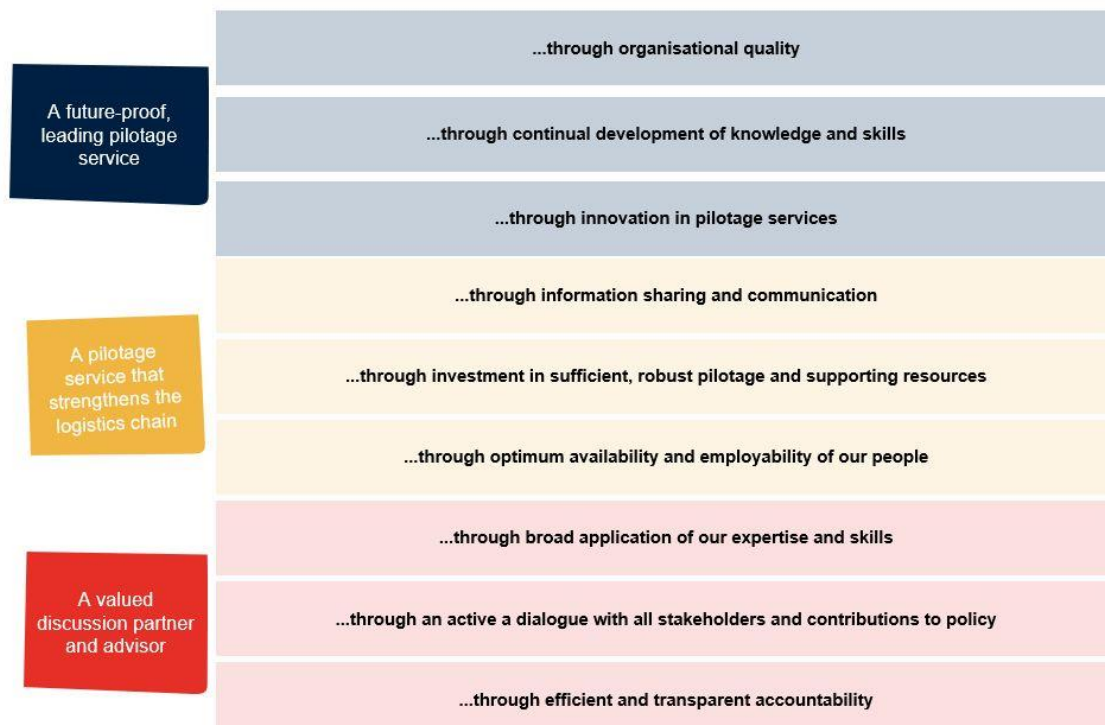 A future-proof,
leading pilotage
service
...through organisational quality
...through continual development of knowledge and skills
...through innovation in pilotage services
A pilotage
service that
strengthens the
logistics chain
...through information sharing and communication
...through investment in sufficient, robust pilotage and supporting resources
...through optimum availability and employability of our people
A valued
discussion partner
and advisor
...through broad application of our expertise and skills
...through an active a dialogue with all stakeholders and contributions to policy
...through efficient and transparent accountability